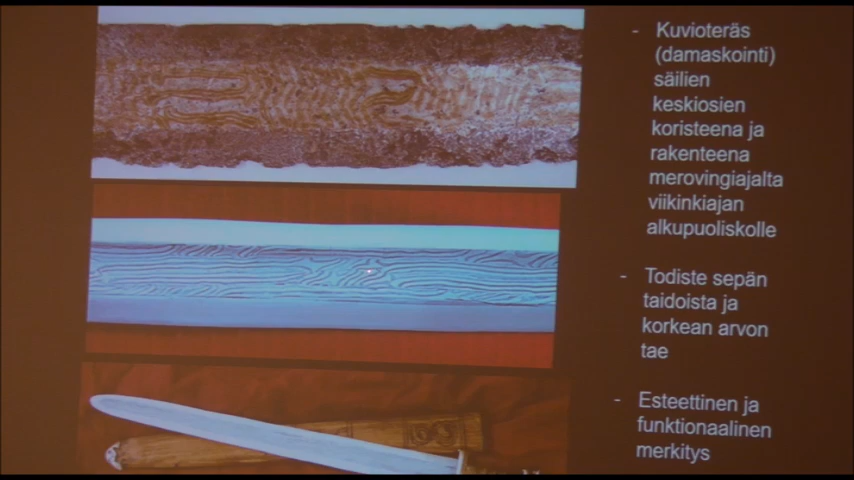 - Kuvioteräs
(damaskointi)
säilien
keskiosien
koristeena ja
rakenteena
merovingiajalta
viikinkiajan
alkupuoliskolle
- Todiste sepän
taidoista ja
korkean arvon
tae
- Esteettinen ja
funktionaalinen
merkitys